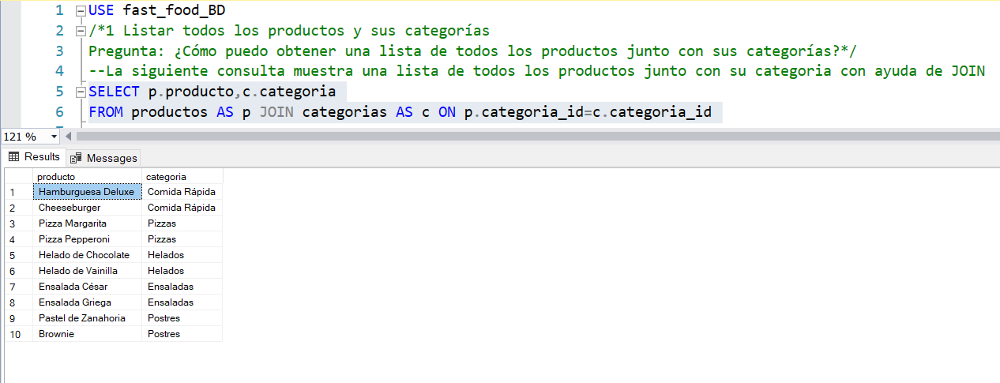 1 USE fast_food_BD
2 /*1 Listar todos los productos y sus categorías
3 Pregunta: ¿Cómo puedo obtener una lista de todos los productos junto con sus categorías?*/
4 --La siguiente consulta muestra una lista de todos los productos junto con su categoria con ayuda de JOIN
5 SELECT p.producto,c.categoria
6 FROM productos AS p JOIN categorias AS c ON p.categoria_id=c.categoria_id
121 %
Results Messages
producto categoria
1 Hamburguesa Deluxe Comida Rápida
2 Cheeseburger Comida Rápida
3 Pizza Margarita Pizzas
4 Pizza Pepperoni Pizzas
5 Helado de Chocolate Helados
6 Helado de Vainilla Helados
7 Ensalada César Ensaladas
8 Ensalada Griega Ensaladas
9 Pastel de Zanahoria Postres
10 Brownie Postres